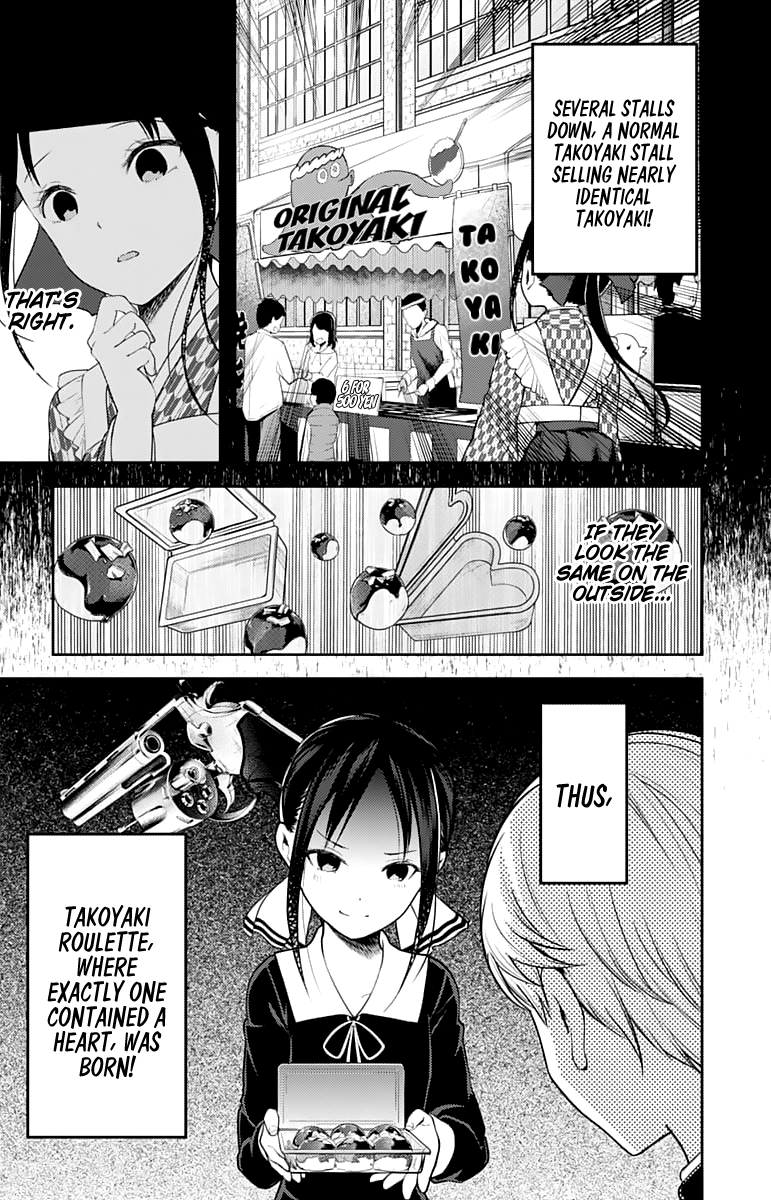 SEVERAL STALLS
DOWN, A NORMAL
TAKOYAKI STALL
SELLING NEARLY
IDENTICAL
TAKOYAKI!
ORIGINAL
TAKOYAKI
TA
KO
YA
KI
6 FOR
500 YEN
THAT'S
RIGHT.
IF THEY
LOOK THE
SAME ON THE
OUTSIDE...
THUS,
TAKOYAKI
ROULETTE,
WHERE
EXACTLY ONE
CONTAINED A
HEART, WAS
BORN!